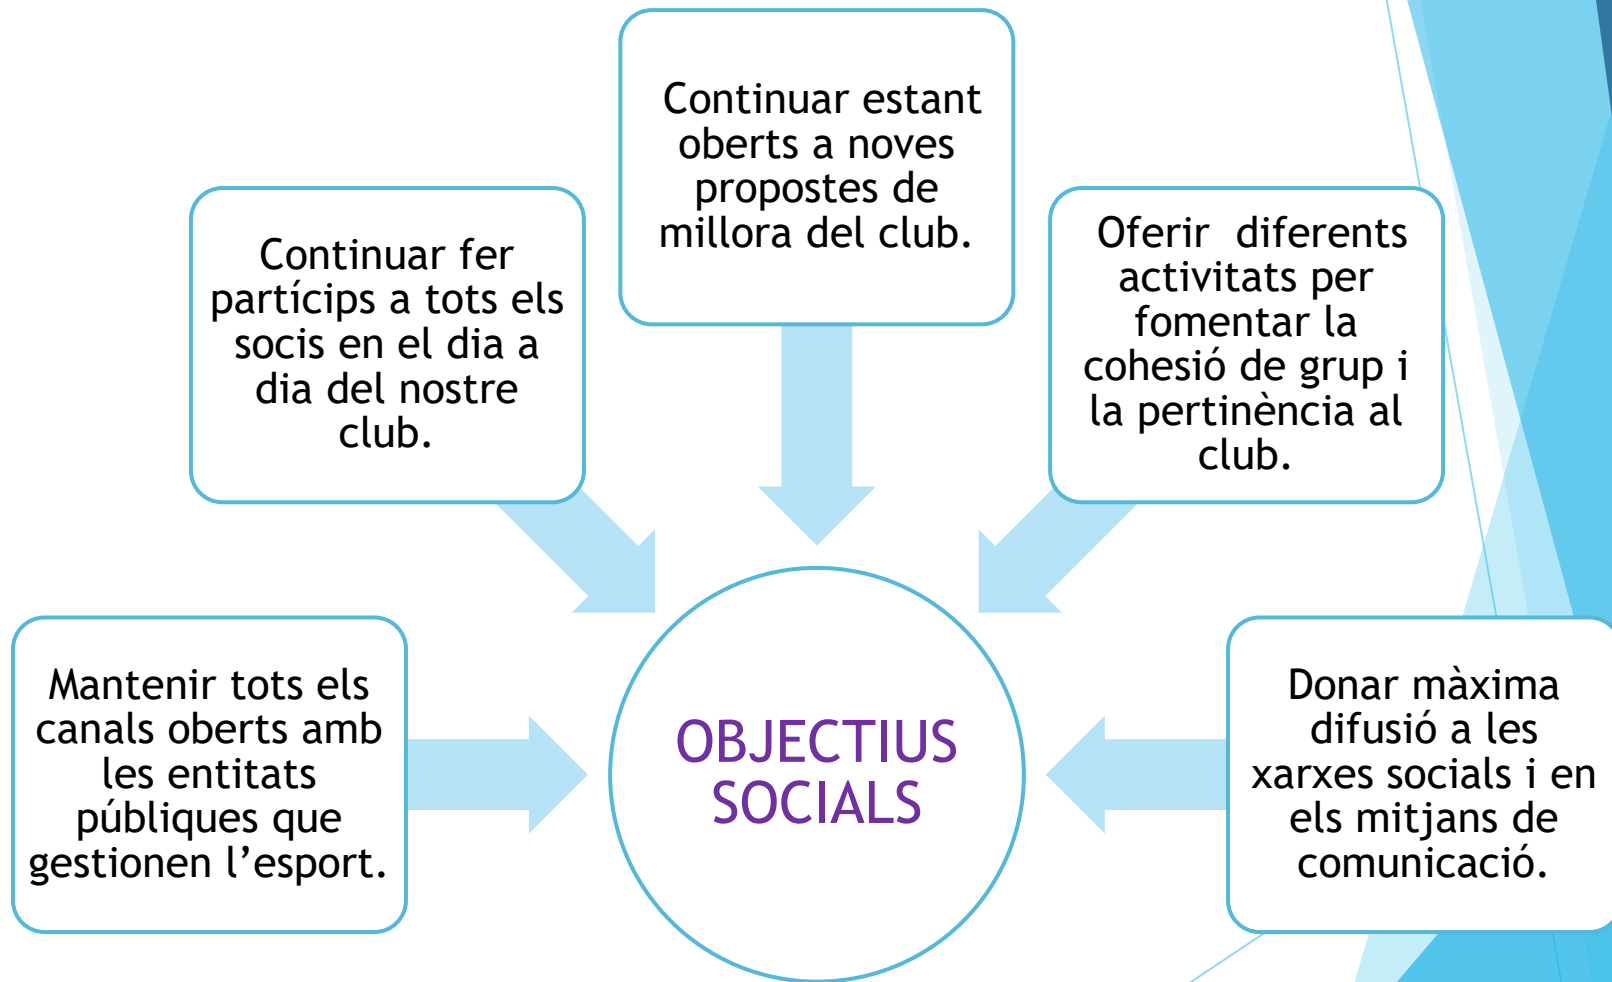 Continuar estant
oberts a noves
propostes de
millora del club.
Continuar fer
partícips a tots els
socis en el dia a
dia del nostre
club.
Oferir diferents
activitats per
fomentar la
cohesió de grup i
la pertinència al
club.
Mantenir tots els
canals oberts amb
les entitats
públiques que
gestionen l’esport.
OBJECTIUS
SOCIALS
Donar màxima
difusió a les
xarxes socials i en
els mitjans de
comunicació.